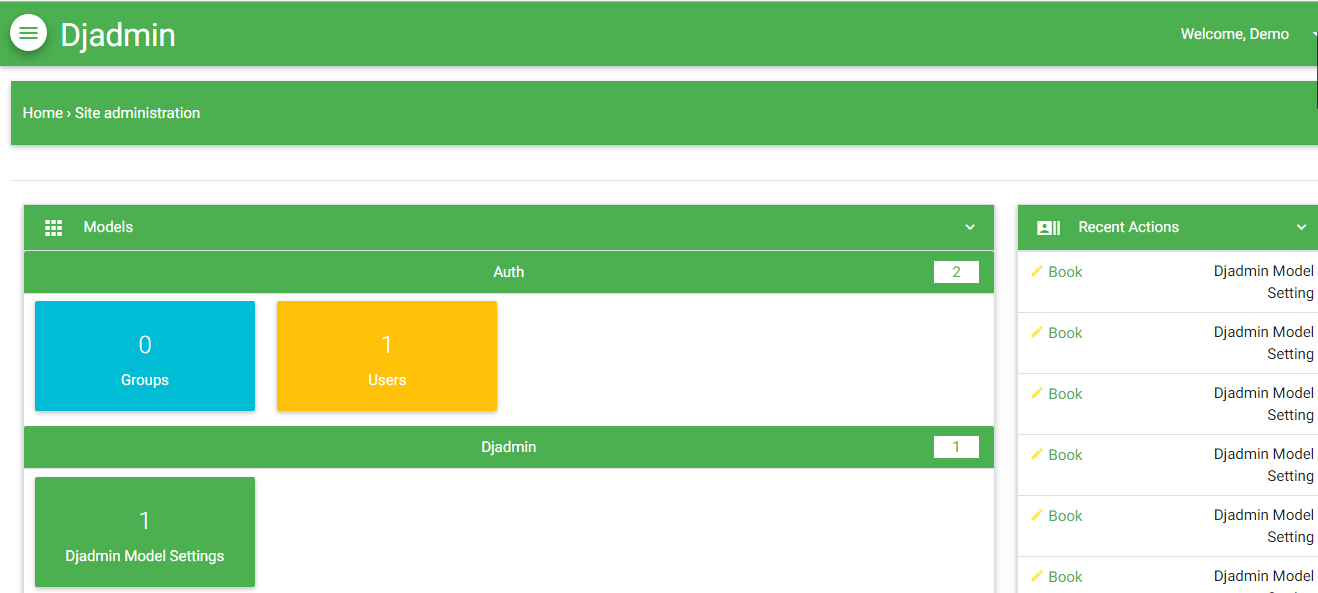 Djadmin
Welcome, Demo
Home › Site administration
Models
Auth
2
0
Groups
1
Users
Djadmin
1
1
Djadmin Model Settings
Recent Actions
Book
Djadmin Model
Setting
Book
Djadmin Model
Setting
Book
Djadmin Model
Setting
Book
Djadmin Model
Setting
Book
Djadmin Model
Setting
Book
Djadmin Model